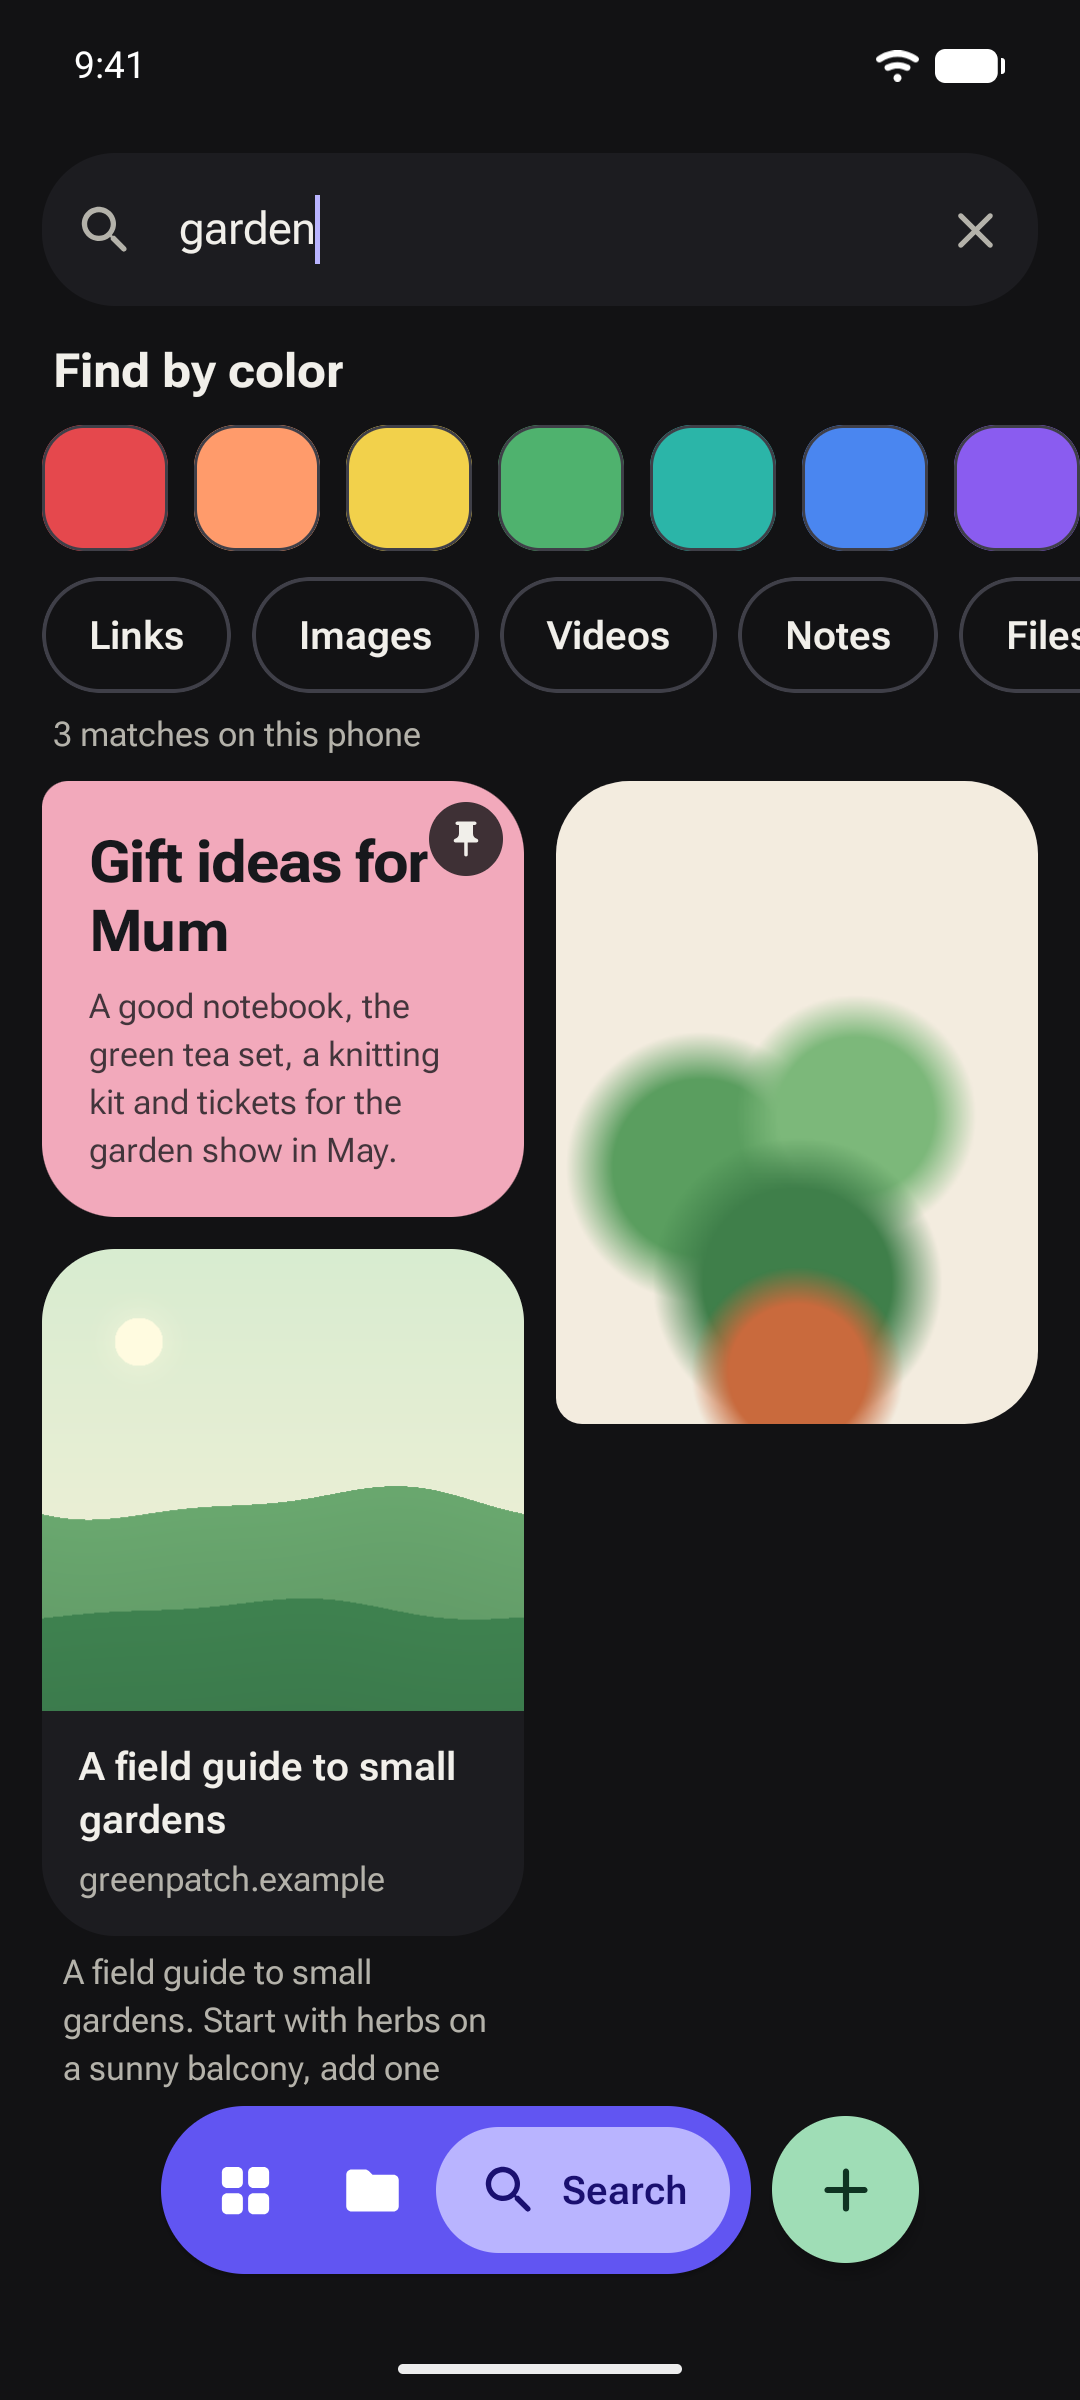 9:41
garden
Find by color
Links
Images
Videos
Notes
Files
3 matches on this phone
Gift ideas for
Mum
A good notebook, the
green tea set, a knitting
kit and tickets for the
garden show in May.
A field guide to small
gardens
greenpatch.example
A field guide to small
gardens. Start with herbs on
a sunny balcony, add one
Search